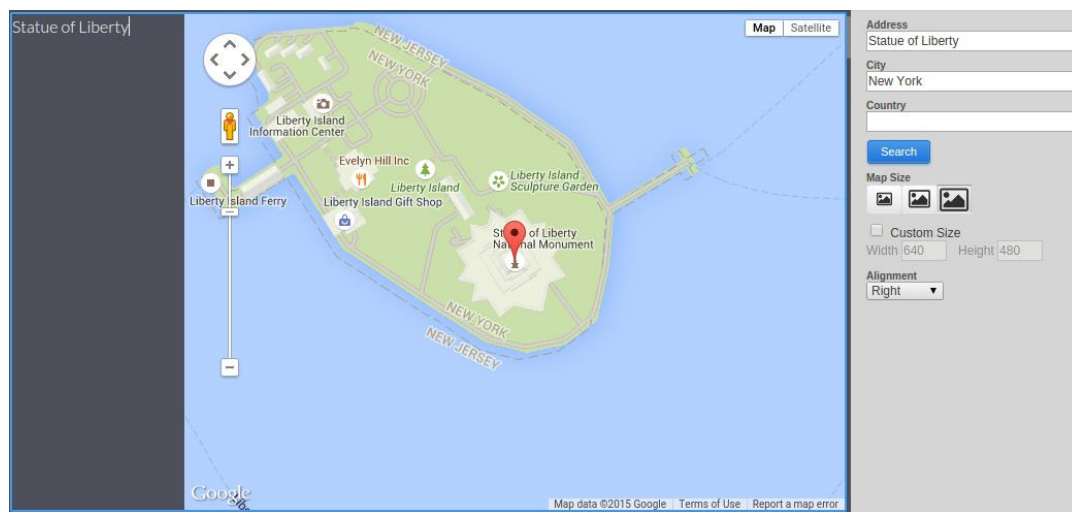 Statue of Liberty
Map
Satellite
NEW JERSEY
NEW YORK
Liberty Island
Information Center
Evelyn Hill Inc
Liberty Island
Liberty Island
Sculpture Garden
Liberty Island Ferry
Liberty Island Gift Shop
National Monument
NEW YORK
NEW JERSEY
Google
Map data ©2015 Google
Terms of Use
Report a map error
Address
Statue of Liberty
City
New York
Country
Search
Map Size
Custom Size
Width 640 Height 480
Alignment
Right